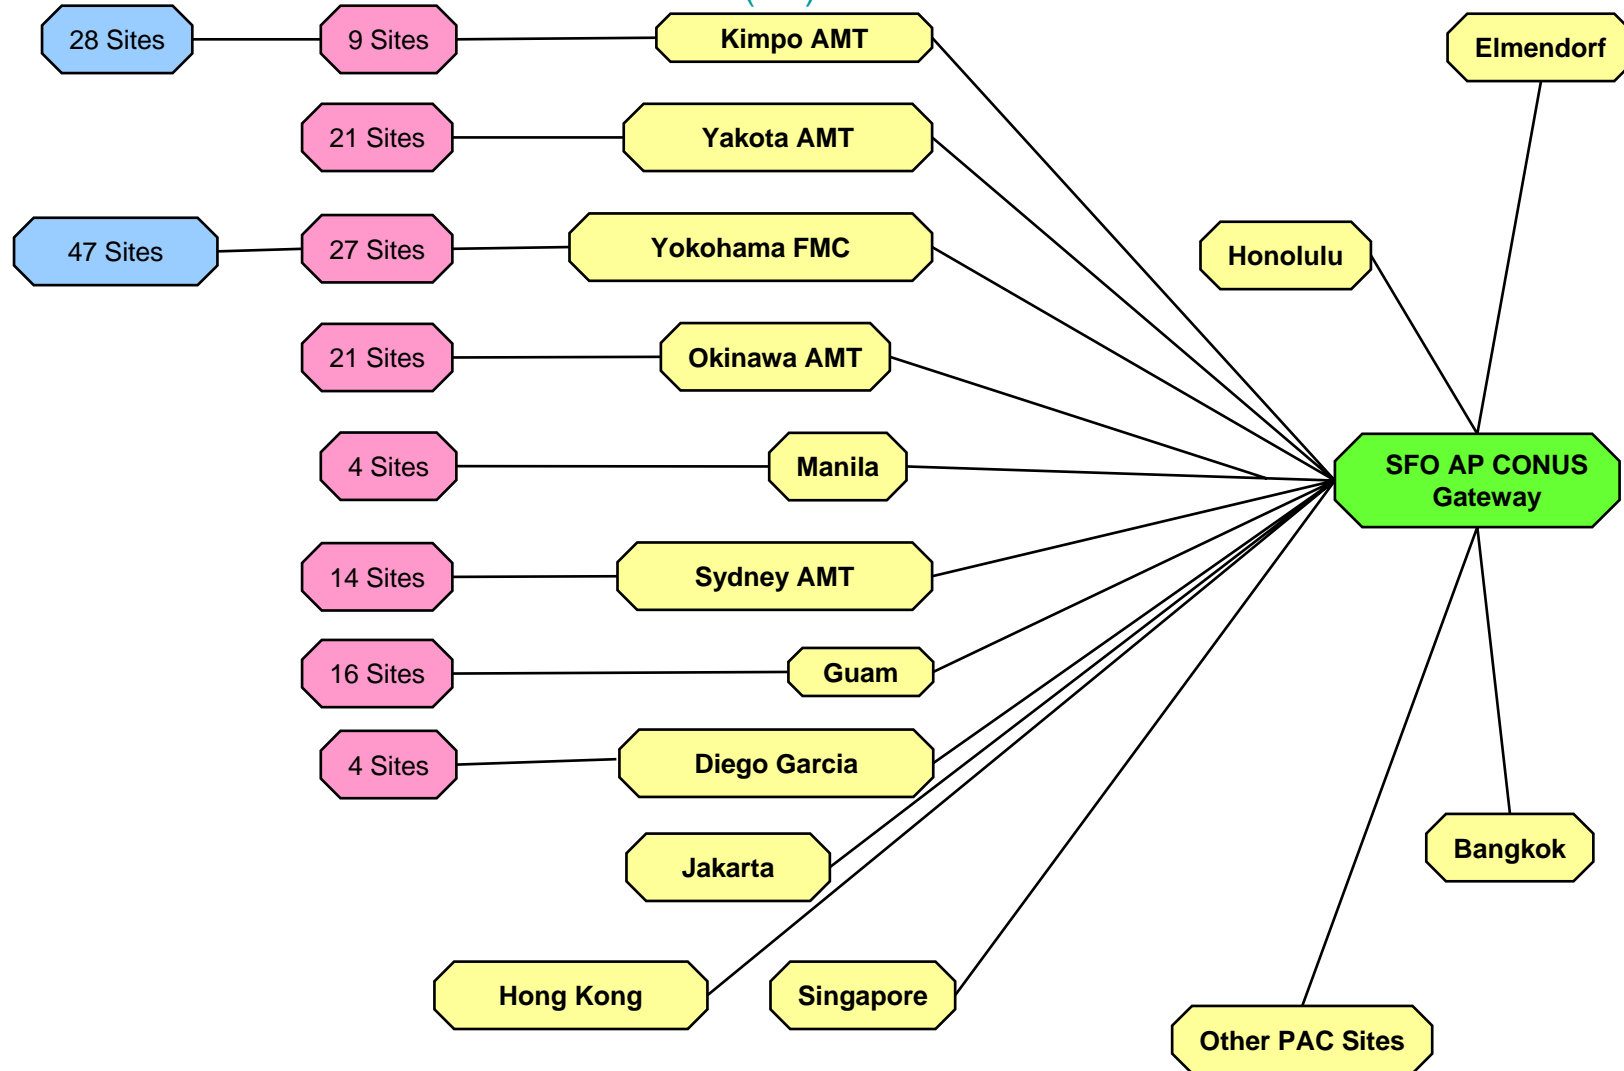 28 Sites
9 Sites
Kimpo AMT
Elmendorf
21 Sites
Yakota AMT
47 Sites
27 Sites
Yokohama FMC
Honolulu
21 Sites
Okinawa AMT
4 Sites
Manila
SFO AP CONUS
Gateway
14 Sites
Sydney AMT
16 Sites
Guam
4 Sites
Diego Garcia
Jakarta
Bangkok
Hong Kong
Singapore
Other PAC Sites